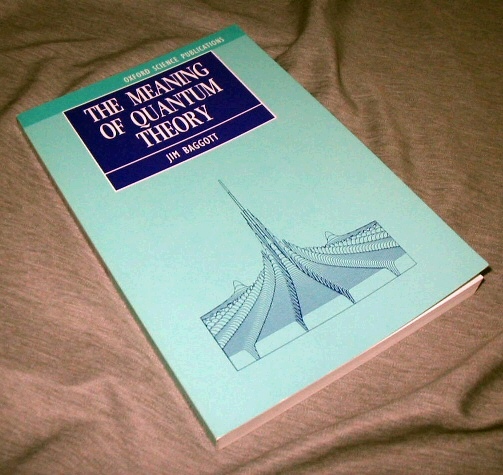 OXFORD SCIENCE PUBLICATIONS
THE MEANING
OF QUANTUM
THEORY
JIM BAGGOTT